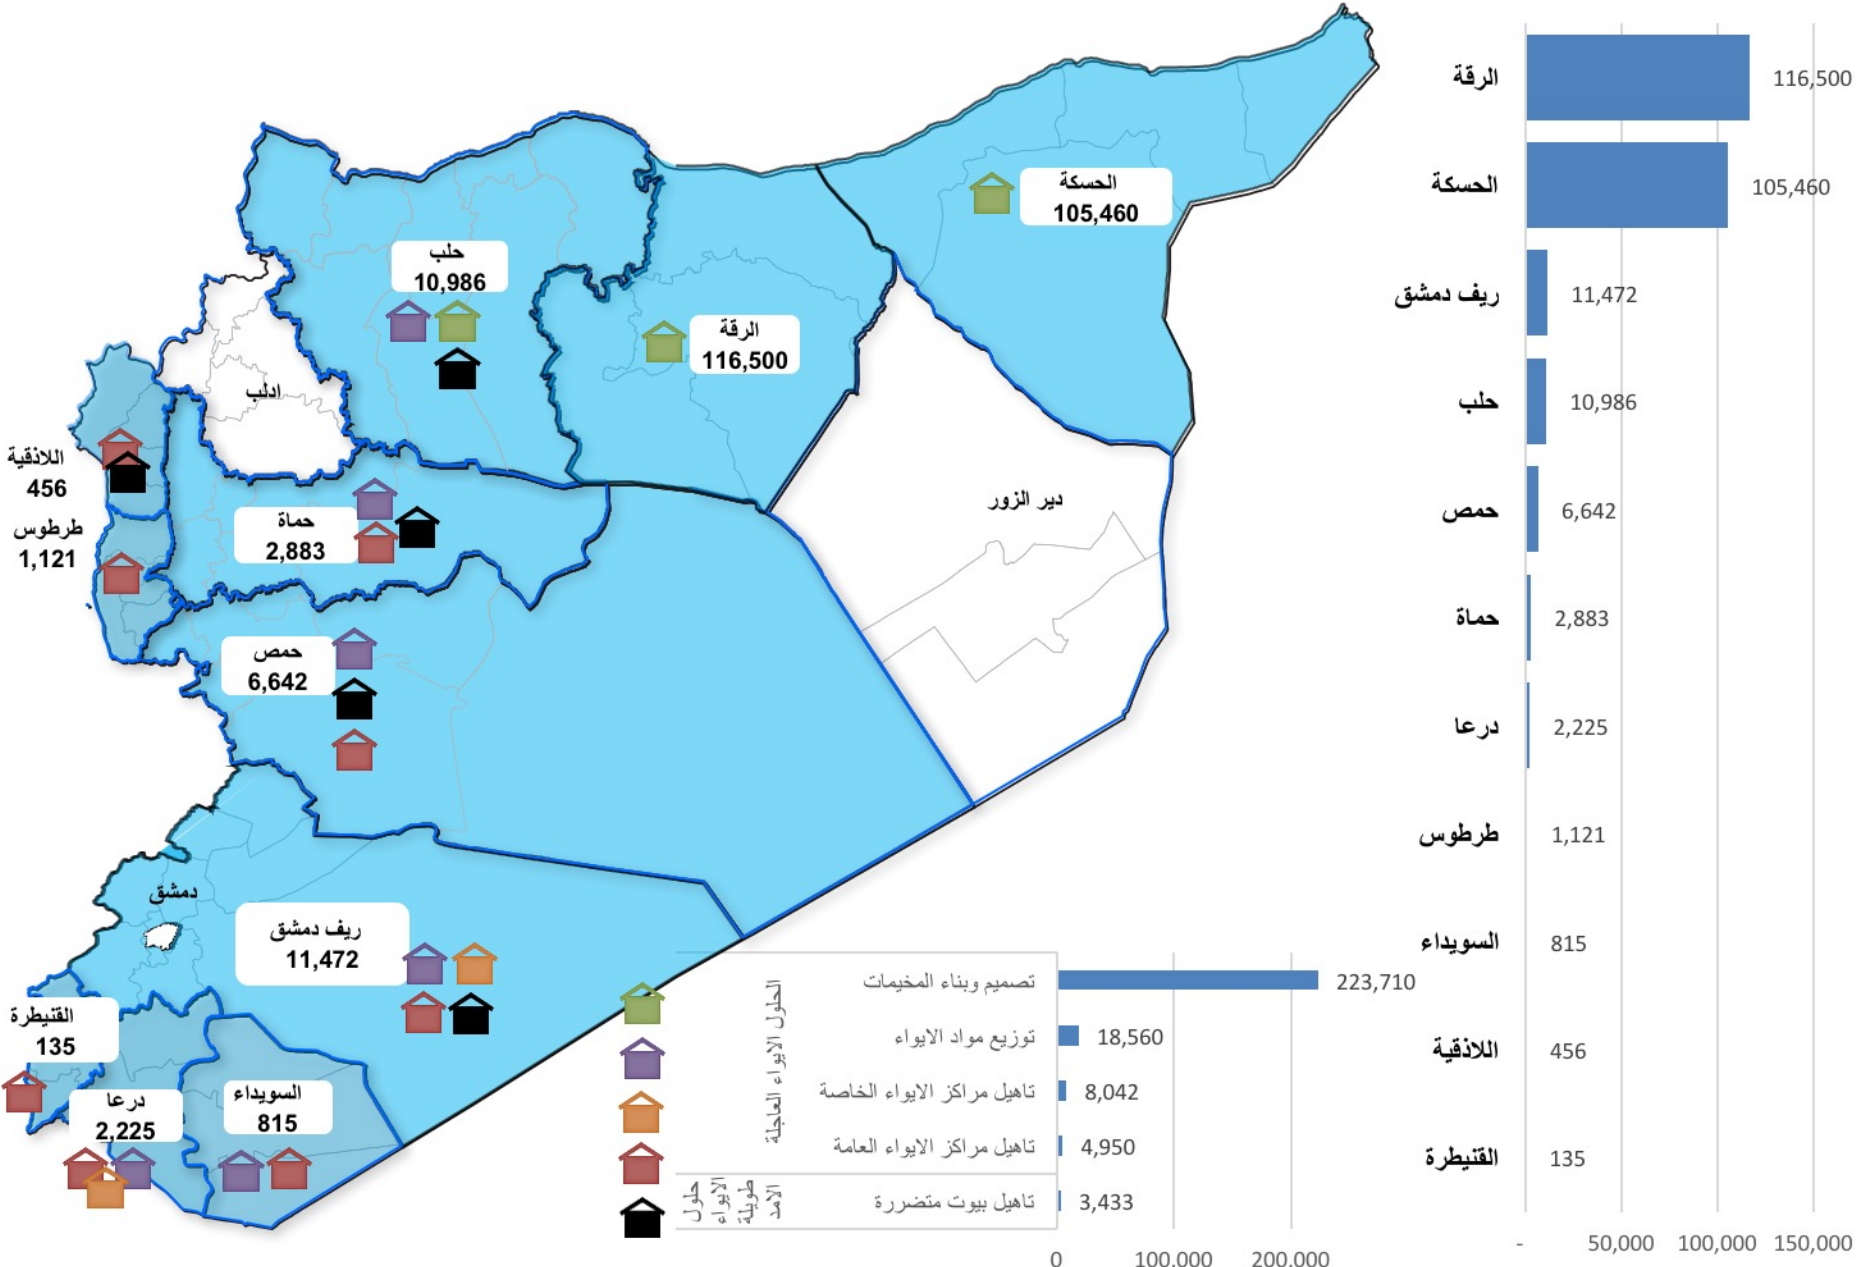 الحسكة
105,460
حلب
10,986
الرقة
116,500
ادلب
اللاذقية
456
دير الزور
حماة
2,883
طرطوس
1,121
حمص
6,642
دمشق
ريف دمشق
11,472
القنيطرة
135
درعا
2,225
السويداء
815
الحلول الايواء العاجلة
تصميم وبناء المخيمات 223,710
توزيع مواد الايواء 18,560
تاهيل مراكز الايواء الخاصة 8,042
تاهيل مراكز الايواء العامة 4,950
حلول
الايواء
طويلة
الامد
تاهيل بيوت متضررة 3,433
0 100,000 200,000
الرقة 116,500
الحسكة 105,460
ريف دمشق 11,472
حلب 10,986
حمص 6,642
حماة 2,883
درعا 2,225
طرطوس 1,121
السويداء 815
اللاذقية 456
القنيطرة 135
- 50,000 100,000 150,000